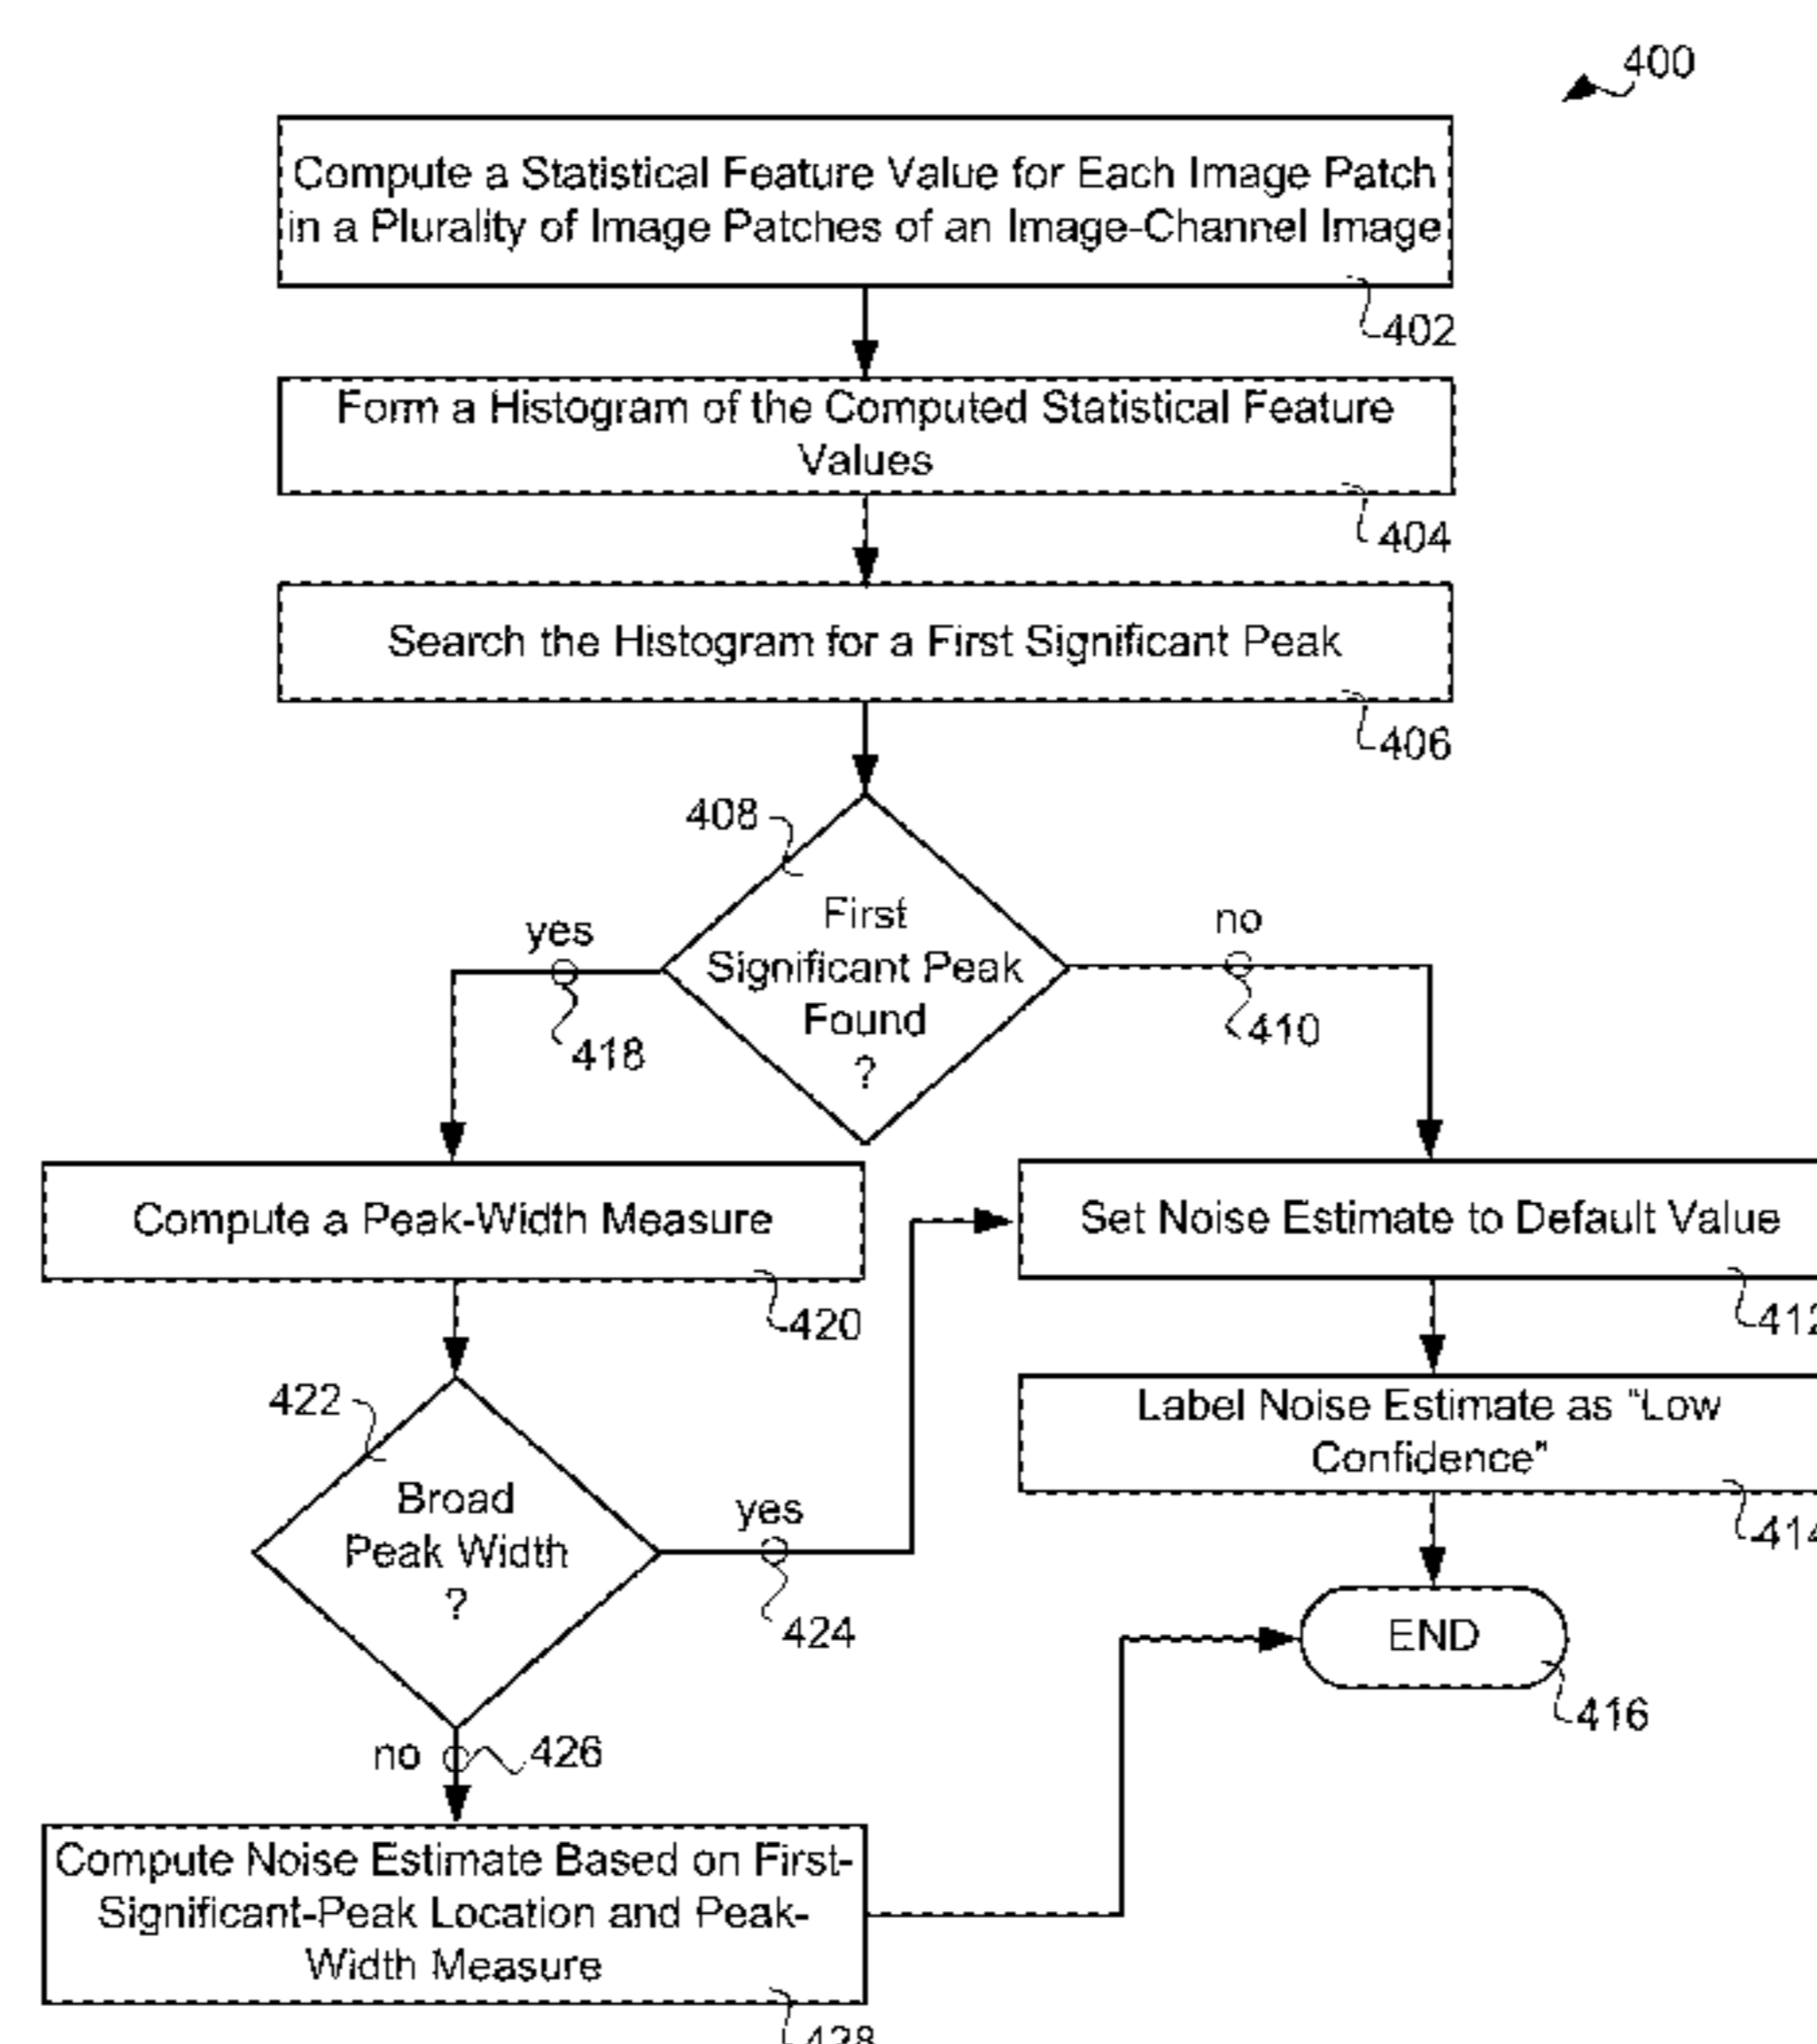 400
Compute a Statistical Feature Value for Each Image Patch
in a Plurality of Image Patches of an Image-Channel Image
402
Form a Histogram of the Computed Statistical Feature
Values
404
Search the Histogram for a First Significant Peak
406
408
First
Significant Peak
Found
?
yes
418
no
410
Compute a Peak-Width Measure
420
Set Noise Estimate to Default Value
412
422
Broad
Peak Width
?
yes
424
Label Noise Estimate as "Low
Confidence"
414
END
416
no
426
Compute Noise Estimate Based on First-
Significant-Peak Location and Peak-
Width Measure
428